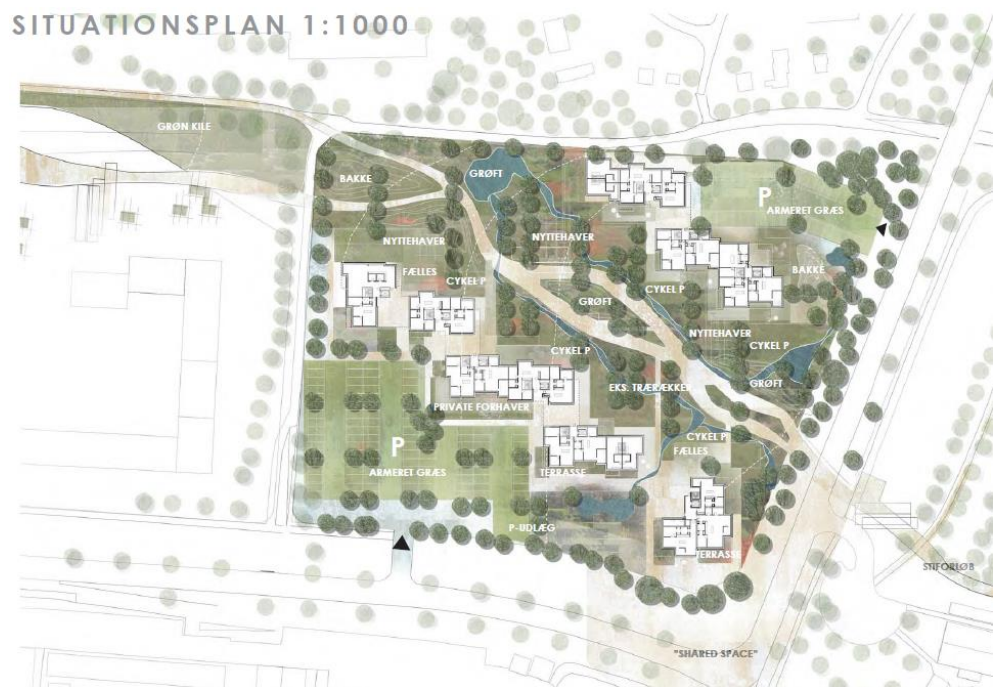 SITUATIONSPLAN 1:1000
GRØN KILE
BAKKE
GRØFT
P
ARMERET GRÆS
NYTTEHAVER
NYTTEHAVER
FÆLLES
CYKEL P
BAKKE
CYKEL P
GRØFT
NYTTEHAVER
CYKEL P
CYKEL P
EKS. TRÆRÆKKER
GRØFT
PRIVATE FORHAVER
P
ARMERET GRÆS
CYKEL P
FÆLLES
TERRASSE
P-UDLÆG
TERRASSE
STIFORLØB
"SHARED SPACE"